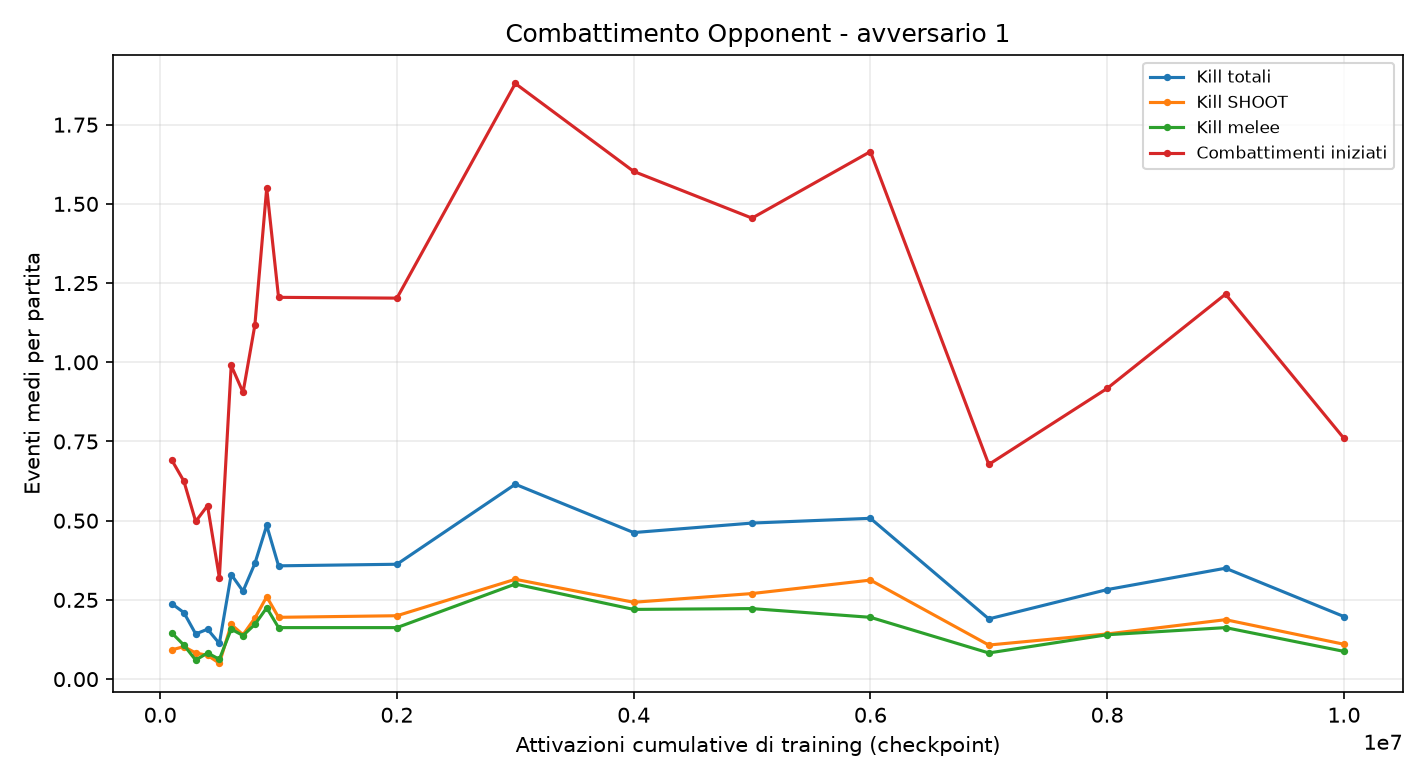 Combattimento Opponent - avversario 1
Kill totali
Kill SHOOT
Kill melee
Combattimenti iniziati
Eventi medi per partita
1.75
1.50
1.25
1.00
0.75
0.50
0.25
0.00
0.0 0.2 0.4 0.6 0.8 1.0
1e7
Attivazioni cumulative di training (checkpoint)